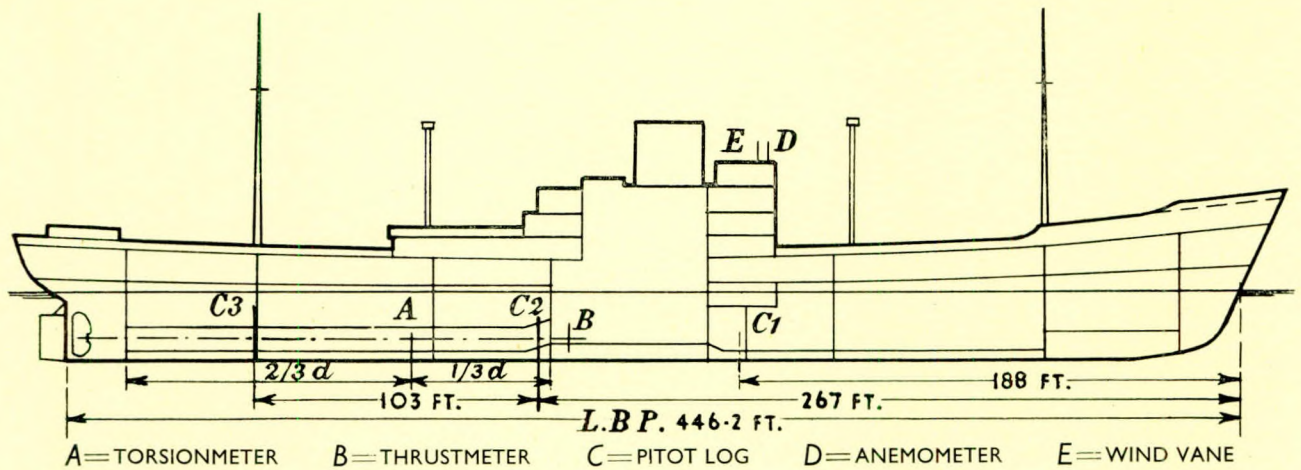 E D
C3 A C2 B C1
2/3 d 1/3 d 188 FT.
103 FT. 267 FT.
L.B P. 446·2 FT.
A=TORSIONMETER B=THRUSTMETER C=PITOT LOG D=ANEMOMETER E=WIND VANE